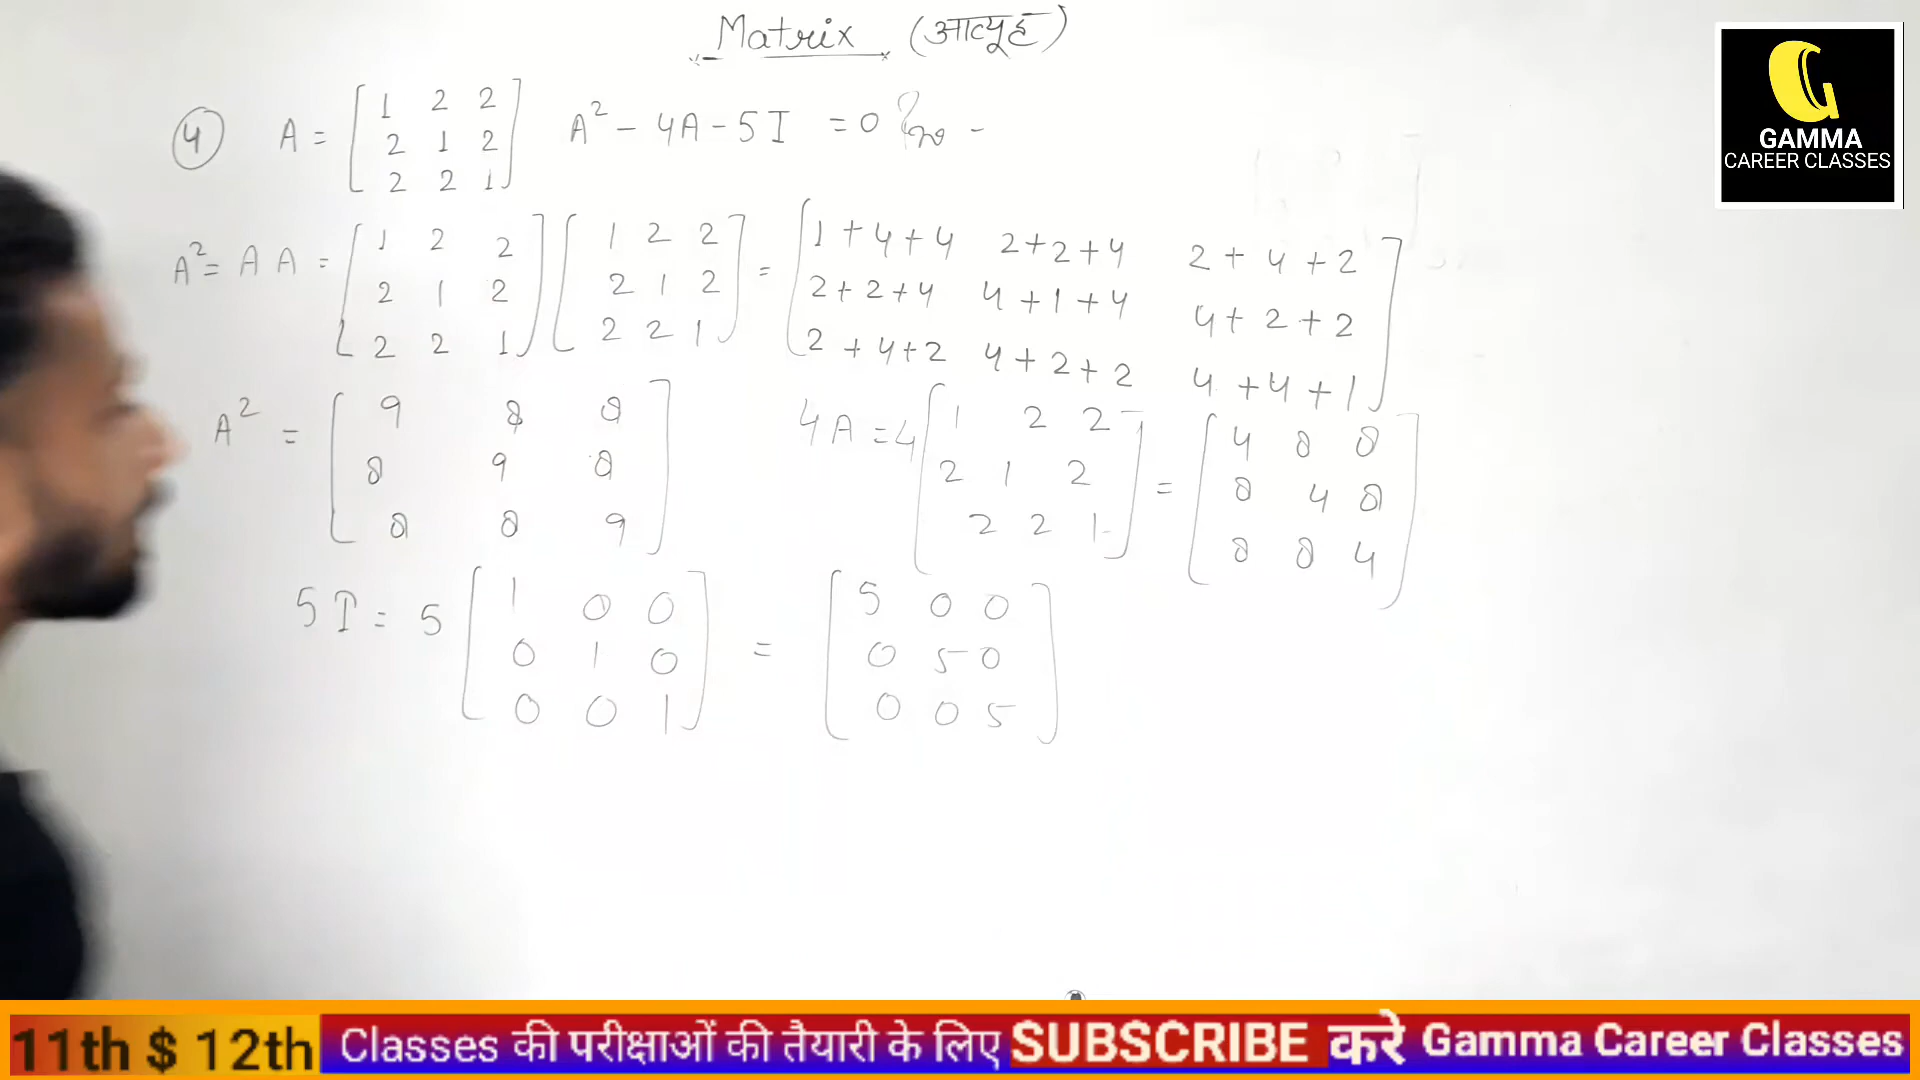 Matrix (आव्यूह)
④ A = [1 2 2
2 1 2
2 2 1] A² - 4A - 5I = 0
A² = A A = [1 2 2
2 1 2
2 2 1] [1 2 2
2 1 2
2 2 1] = [1+4+4 2+2+4 2+4+2
2+2+4 4+1+4 4+2+2
2+4+2 4+2+2 4+4+1]
A² = [9 8 8
8 9 8
8 8 9]
4A = 4 [1 2 2
2 1 2
2 2 1] = [4 8 8
8 4 8
8 8 4]
5I = 5 [1 0 0
0 1 0
0 0 1] = [5 0 0
0 5 0
0 0 5]
G
GAMMA
CAREER CLASSES
11th $ 12th Classes की परीक्षाओं की तैयारी के लिए SUBSCRIBE करे Gamma Career Classes